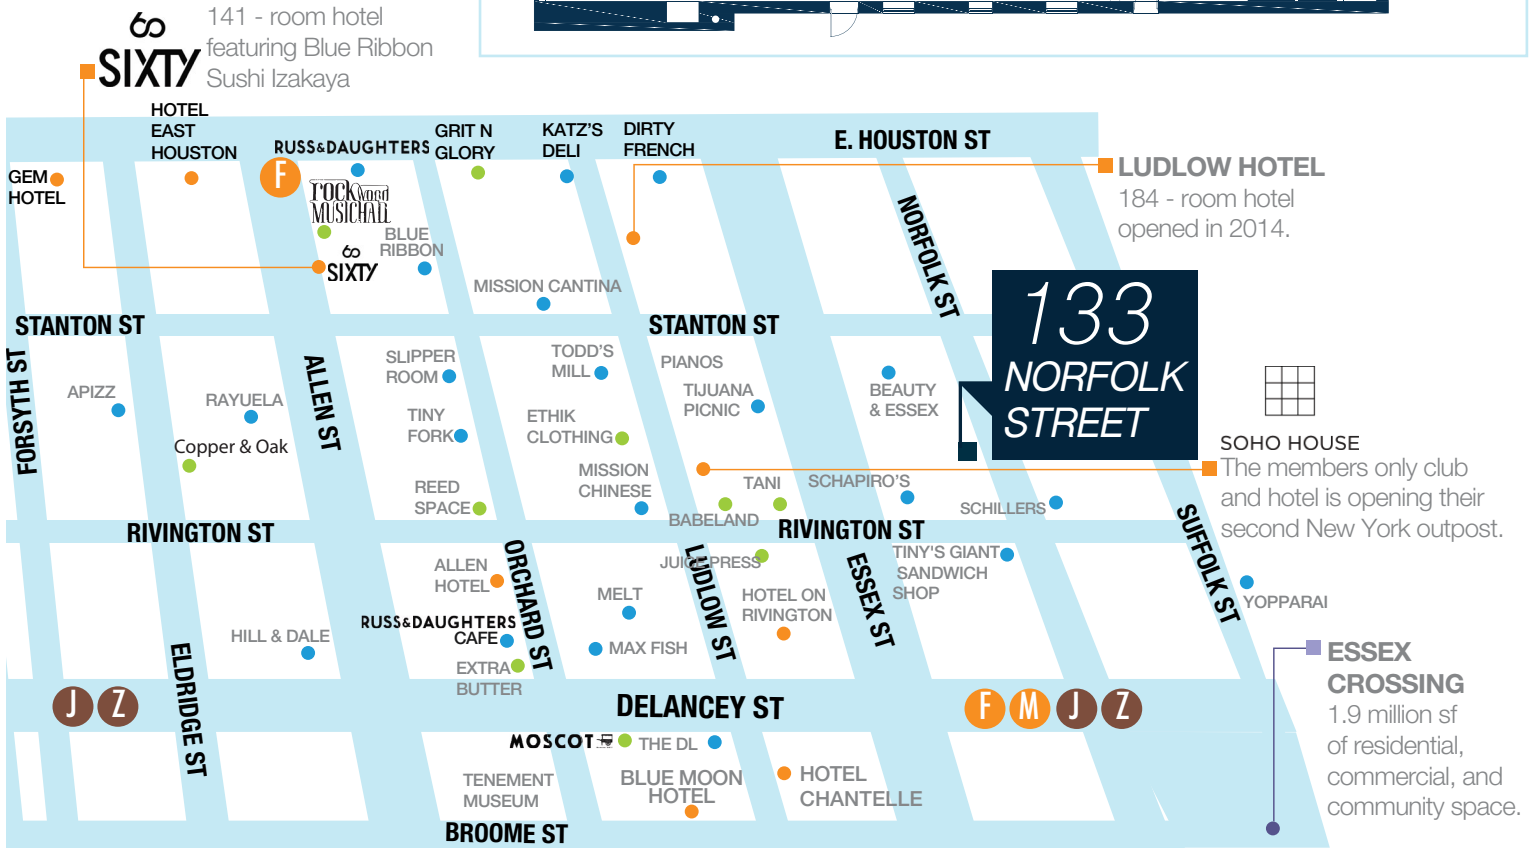 60
SIXTY
141 - room hotel
featuring Blue Ribbon
Sushi Izakaya
HOTEL
EAST
HOUSTON
RUSS&DAUGHTERS
GRIT N
GLORY
KATZ'S
DELI
DIRTY
FRENCH
E. HOUSTON ST
GEM
HOTEL
F
rockwood
MUSIC HALL
BLUE
RIBBON
60
SIXTY
LUDLOW HOTEL
184 - room hotel
opened in 2014.
NORFOLK ST
MISSION CANTINA
133
NORFOLK
STREET
STANTON ST
STANTON ST
FORSYTH ST
ALLEN ST
SLIPPER
ROOM
TODD'S
MILL
PIANOS
APIZZ
RAYUELA
TINY
FORK
ETHIK
CLOTHING
TIJUANA
PICNIC
BEAUTY
& ESSEX
Copper & Oak
SOHO HOUSE
The members only club
and hotel is opening their
second New York outpost.
REED
SPACE
MISSION
CHINESE
TANI
BABELAND
SCHAPIRO'S
SCHILLERS
RIVINGTON ST
RIVINGTON ST
SUFFOLK ST
ORCHARD ST
LUDLOW ST
ESSEX ST
JUICE PRESS
TINY'S GIANT
SANDWICH
SHOP
ALLEN
HOTEL
MELT
HOTEL ON
RIVINGTON
YOPPARAI
HILL & DALE
RUSS&DAUGHTERS
CAFE
MAX FISH
EXTRA
BUTTER
ELDRIDGE ST
ESSEX
CROSSING
1.9 million sf
of residential,
commercial, and
community space.
J Z
DELANCEY ST
F M J Z
MOSCOT
THE DL
TENEMENT
MUSEUM
BLUE MOON
HOTEL
HOTEL
CHANTELLE
BROOME ST